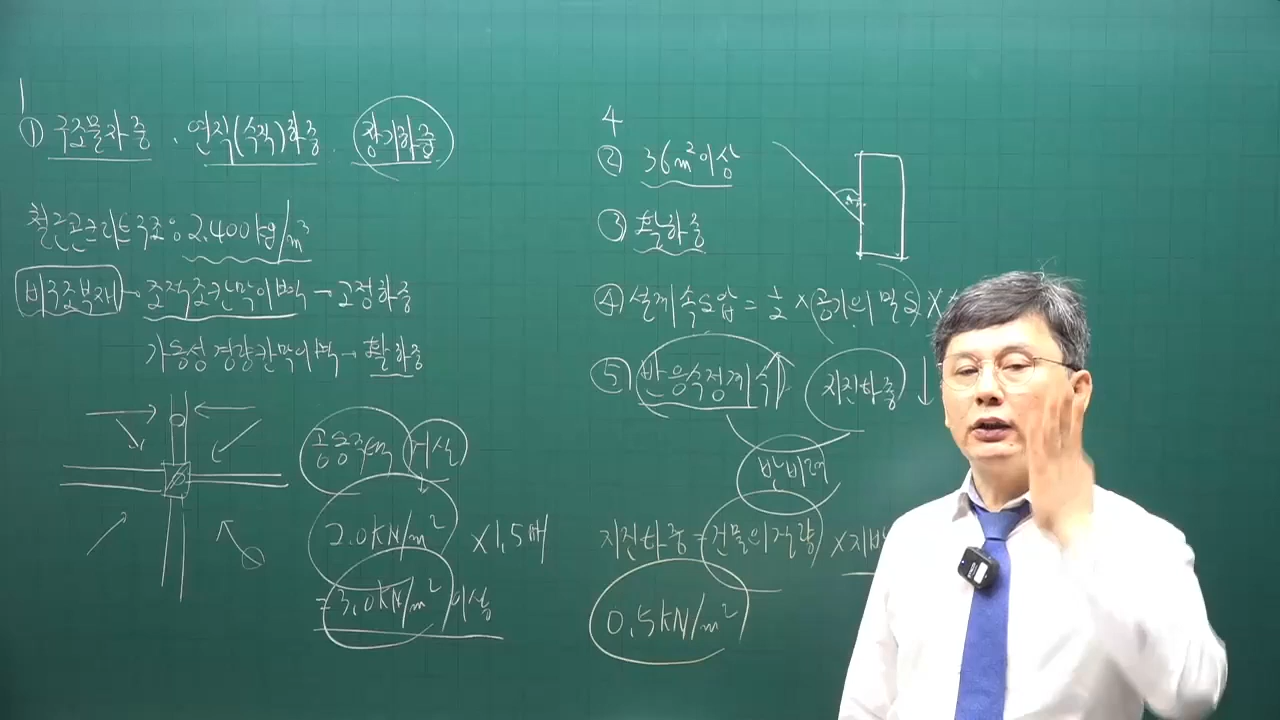 1
① 구조물자중 · 연직(수직)하중 장기하중
철근콘크리트구조 : 2,400kg/m³
비구조부재 → 조적조칸막이벽 → 고정하중
가동성 경량칸막이벽 → 활하중
공동주택 거실
2.0kN/m² ×1.5배
=3.0kN/m² 이상
4
② 36m² 이상
③ 활하중
④ 설계속도압 = ½ × (공기의 밀도) ×
⑤ 반응수정계수 지진하중 ↓
반비례
지진하중 = 건물의 중량 × 지반
0.5kN/m²